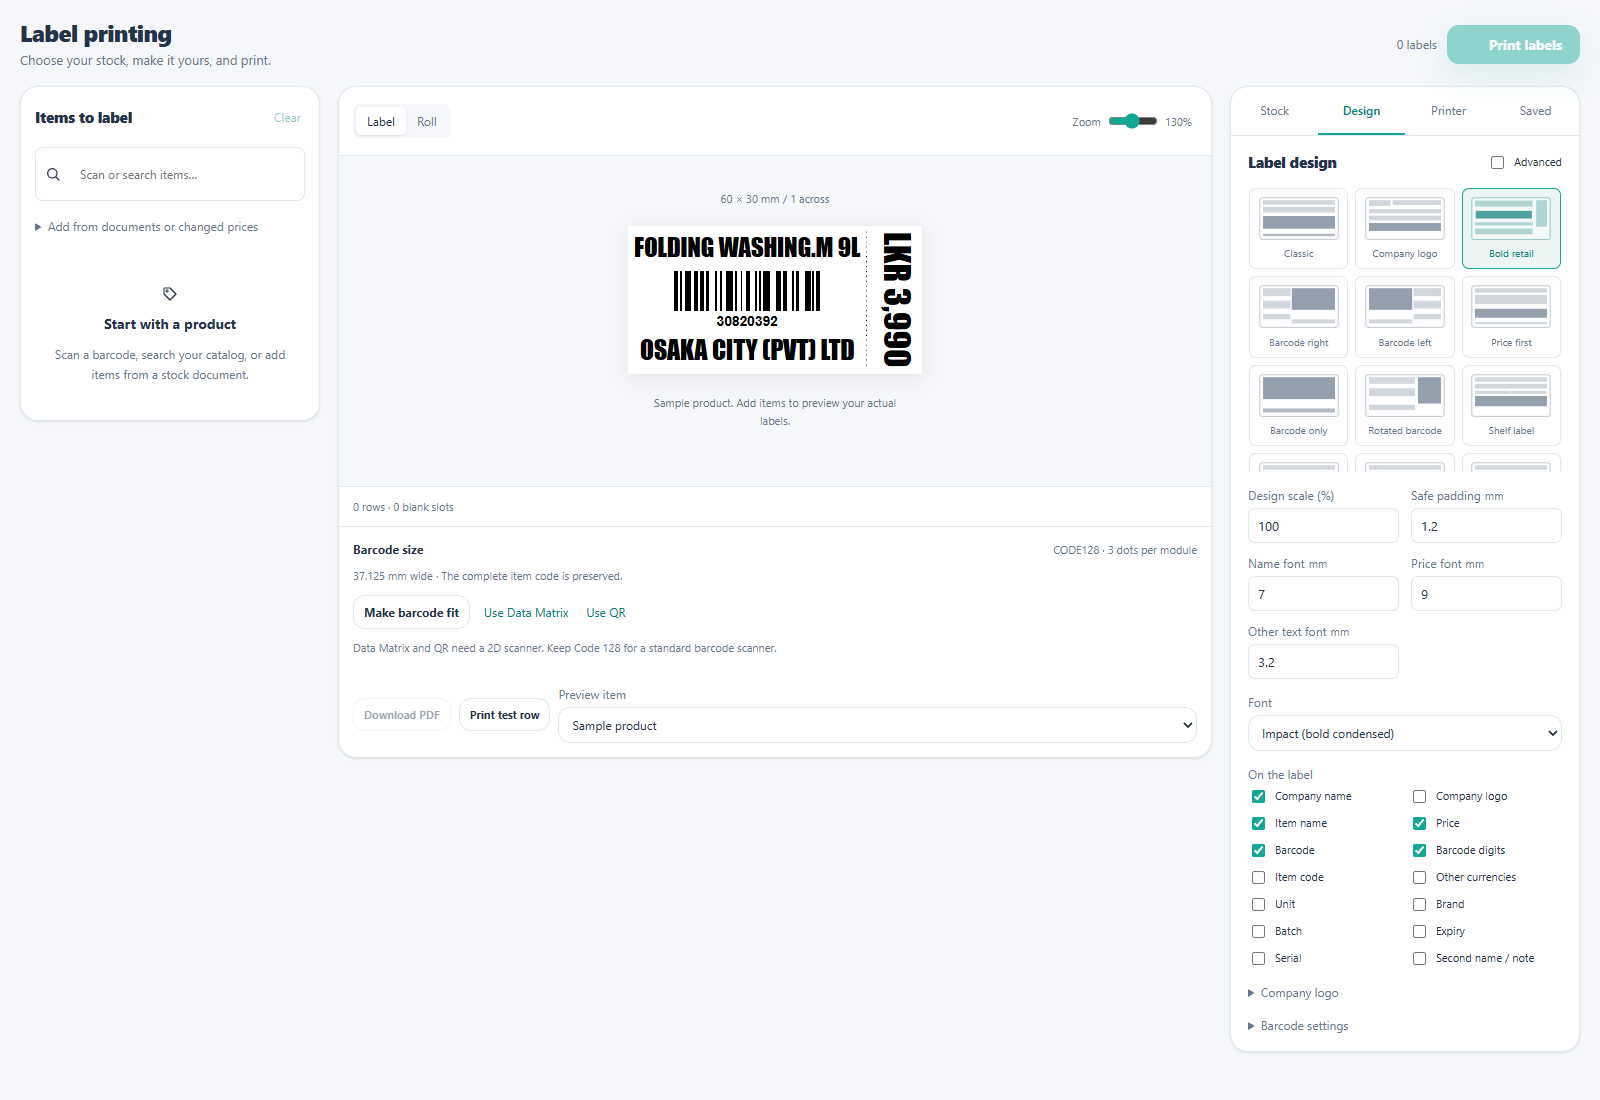 Label printing
Choose your stock, make it yours, and print.
0 labels
Print labels
Items to label
Clear
Scan or search items...
Add from documents or changed prices
Start with a product
Scan a barcode, search your catalog, or add
items from a stock document.
Label
Roll
Zoom
130%
60 × 30 mm / 1 across
FOLDING WASHING.M 9L
30820392
OSAKA CITY (PVT) LTD
LKR 3,990
Sample product. Add items to preview your actual
labels.
0 rows · 0 blank slots
Barcode size
CODE128 · 3 dots per module
37.125 mm wide · The complete item code is preserved.
Make barcode fit
Use Data Matrix
Use QR
Data Matrix and QR need a 2D scanner. Keep Code 128 for a standard barcode scanner.
Download PDF
Print test row
Preview item
Sample product
Stock
Design
Printer
Saved
Label design
Advanced
Classic
Company logo
Bold retail
Barcode right
Barcode left
Price first
Barcode only
Rotated barcode
Shelf label
Design scale (%)
Safe padding mm
100
1.2
Name font mm
Price font mm
7
9
Other text font mm
3.2
Font
Impact (bold condensed)
On the label
Company name
Company logo
Item name
Price
Barcode
Barcode digits
Item code
Other currencies
Unit
Brand
Batch
Expiry
Serial
Second name / note
Company logo
Barcode settings